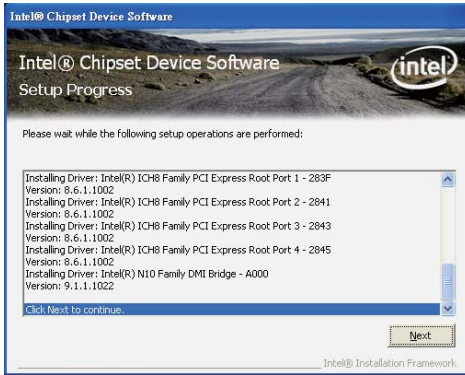 Intel® Chipset Device Software
Intel® Chipset Device Software
Setup Progress
intel
Please wait while the following setup operations are performed:
Installing Driver: Intel(R) ICH8 Family PCI Express Root Port 1 - 283F
Version: 8.6.1.1002
Installing Driver: Intel(R) ICH8 Family PCI Express Root Port 2 - 2841
Version: 8.6.1.1002
Installing Driver: Intel(R) ICH8 Family PCI Express Root Port 3 - 2843
Version: 8.6.1.1002
Installing Driver: Intel(R) ICH8 Family PCI Express Root Port 4 - 2845
Version: 8.6.1.1002
Installing Driver: Intel(R) N10 Family DMI Bridge - A000
Version: 9.1.1.1022
Click Next to continue.
Next
Intel® Installation Framework